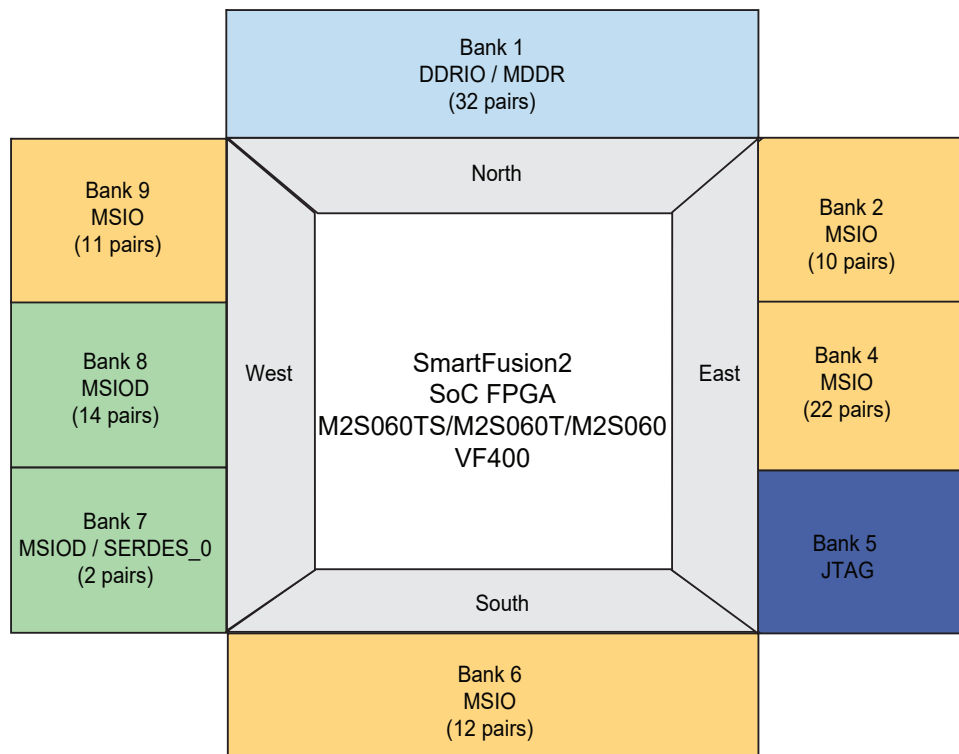 Bank 1
DDRIO / MDDR
(32 pairs)
North
Bank 9
MSIO
(11 pairs)
Bank 2
MSIO
(10 pairs)
Bank 8
MSIOD
(14 pairs)
West
SmartFusion2
SoC FPGA
M2S060TS/M2S060T/M2S060
VF400
East
Bank 4
MSIO
(22 pairs)
Bank 7
MSIOD / SERDES_0
(2 pairs)
Bank 5
JTAG
South
Bank 6
MSIO
(12 pairs)